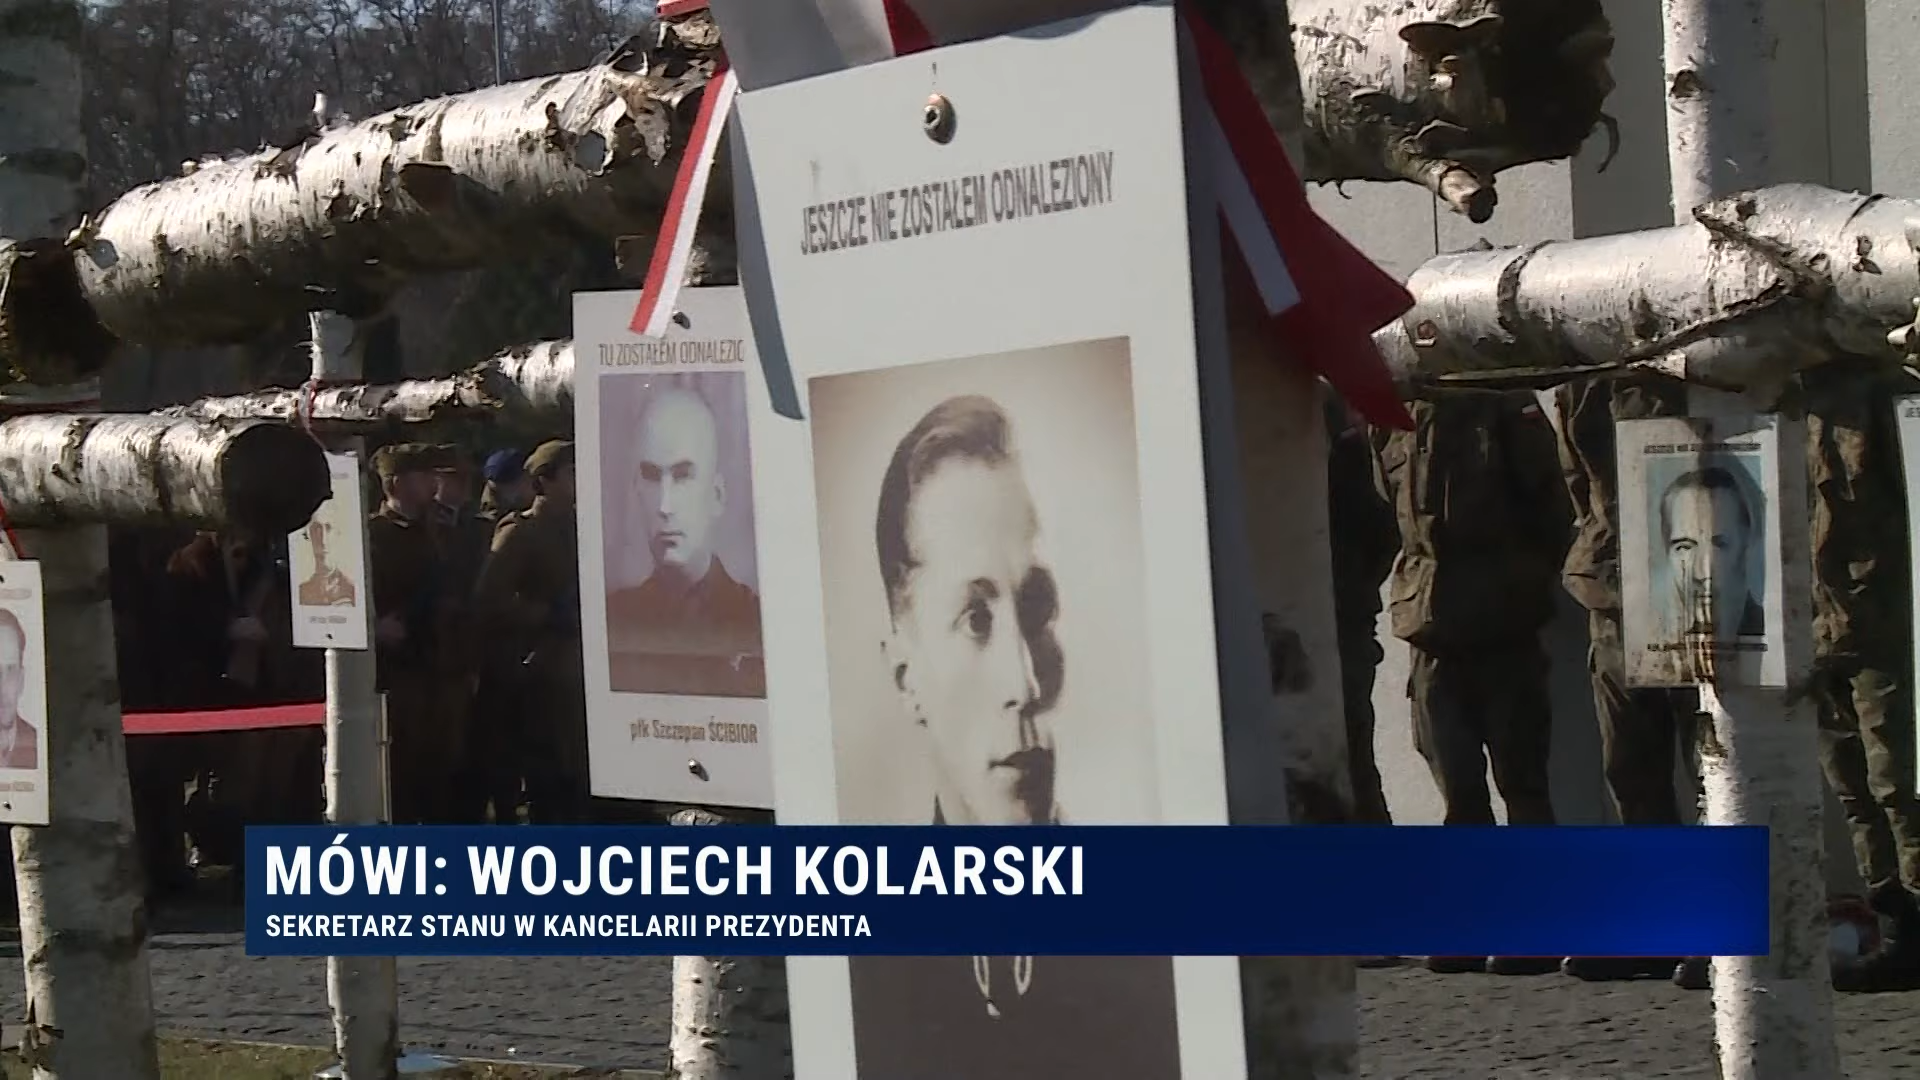 JESZCZE NIE ZOSTAŁEM ODNALEZIONY
TU ZOSTAŁEM ODNALEZIO
płk Szczepan ŚCIBIOR
MÓWI: WOJCIECH KOLARSKI
SEKRETARZ STANU W KANCELARII PREZYDENTA